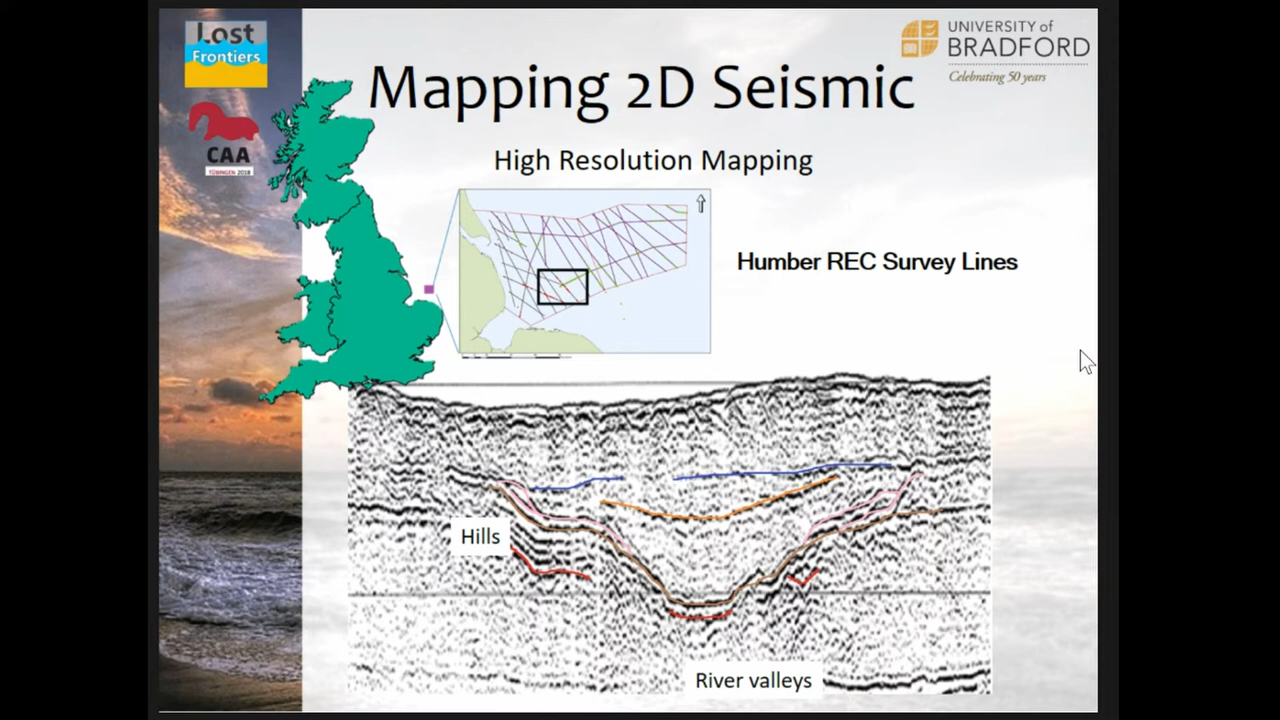 Lost
Frontiers
CAA
TÜBINGEN 2018
UNIVERSITY of
BRADFORD
Celebrating 50 years
Mapping 2D Seismic
High Resolution Mapping
Humber REC Survey Lines
Hills
River valleys